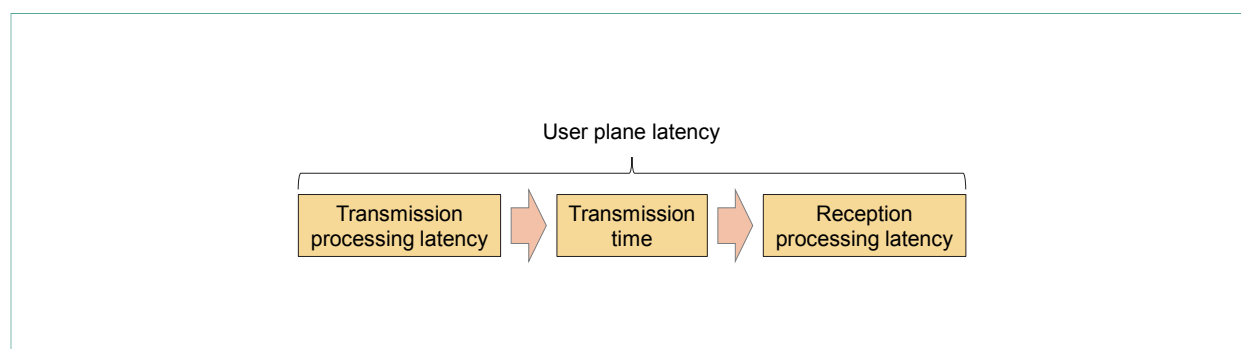 User plane latency
Transmission
processing latency
Transmission
time
Reception
processing latency